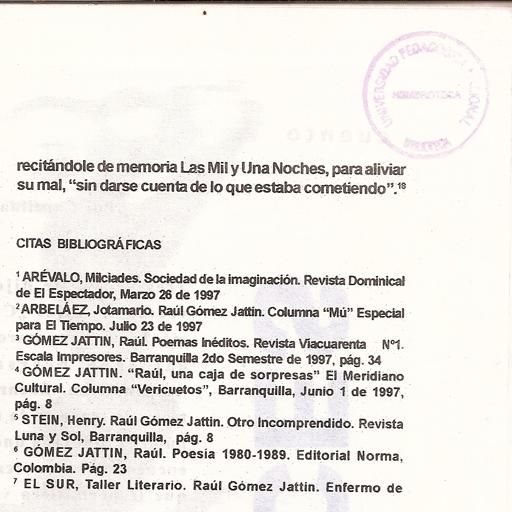 UNIVERSIDAD PEDAGOGICA NACIONAL
HEMEROTECA
recitándole de memoria Las Mil y Una Noches, para aliviar
su mal, “sin darse cuenta de lo que estaba cometiendo”.¹⁸
CITAS BIBLIOGRÁFICAS
¹ ARÉVALO, Milciades. Sociedad de la imaginación. Revista Dominical
de El Espectador, Marzo 26 de 1997
² ARBELÁEZ, Jotamario. Raúl Gómez Jattin. Columna “Mú” Especial
para El Tiempo. Julio 23 de 1997
³ GÓMEZ JATTIN, Raúl. Poemas Inéditos. Revista Viacuarenta Nº1.
Escala Impresores. Barranquilla 2do Semestre de 1997, pág. 34
⁴ GÓMEZ JATTIN. “Raúl, una caja de sorpresas” El Meridiano
Cultural. Columna “Vericuetos”, Barranquilla, Junio 1 de 1997,
pág. 8
⁵ STEIN, Henry. Raúl Gómez Jattin. Otro Incomprendido. Revista
Luna y Sol, Barranquilla, pág. 8
⁶ GÓMEZ JATTIN, Raúl. Poesía 1980-1989. Editorial Norma,
Colombia. Pág. 23
⁷ EL SUR, Taller Literario. Raúl Gómez Jattin. Enfermo de